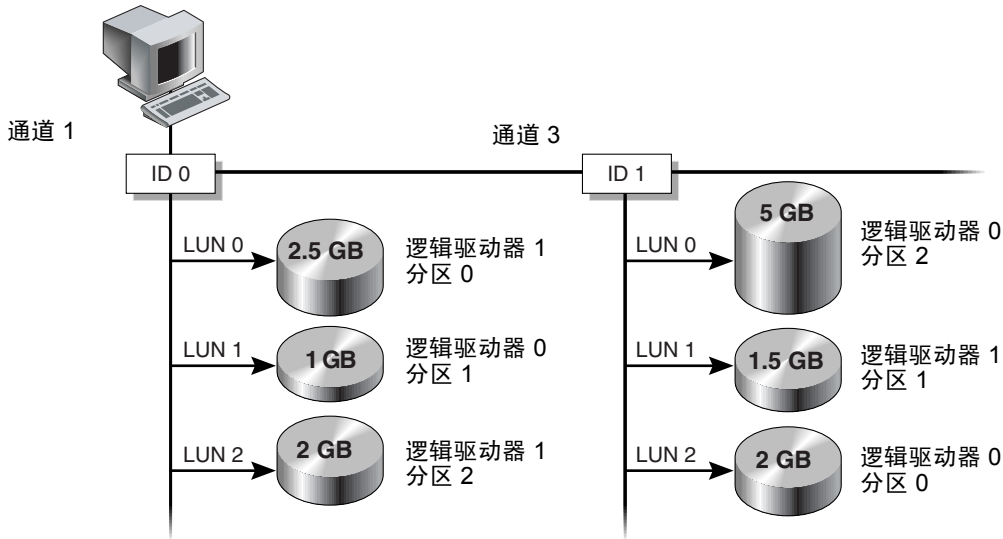 通道 1
通道 3
ID 0
ID 1
LUN 0
2.5 GB
逻辑驱动器 1
分区 0
LUN 0
5 GB
逻辑驱动器 0
分区 2
LUN 1
1 GB
逻辑驱动器 0
分区 1
LUN 1
1.5 GB
逻辑驱动器 1
分区 1
LUN 2
2 GB
逻辑驱动器 1
分区 2
LUN 2
2 GB
逻辑驱动器 0
分区 0